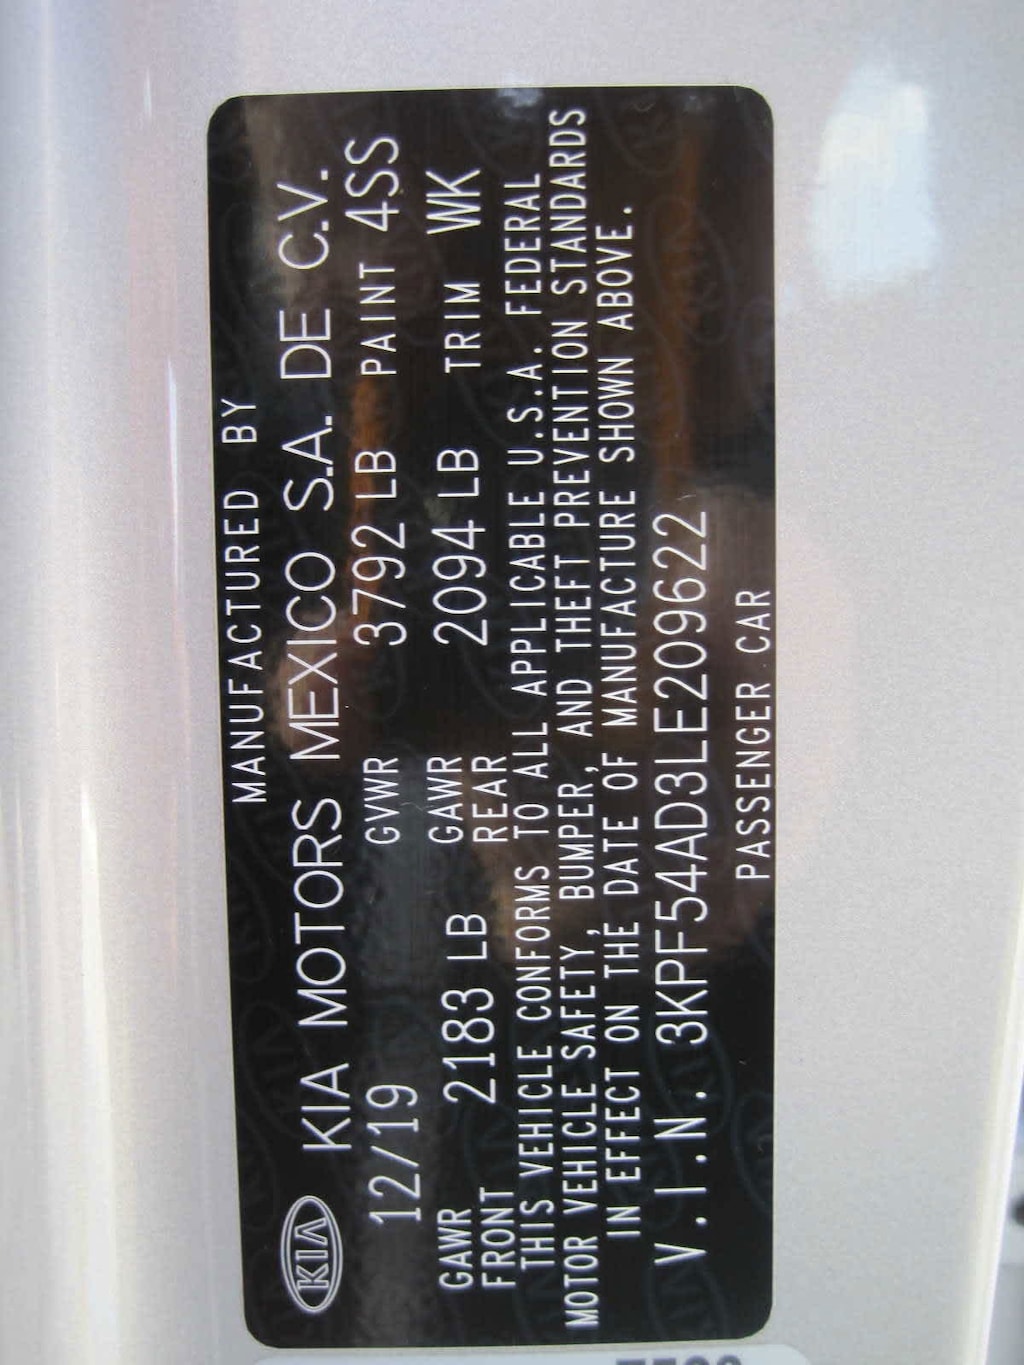 MANUFACTURED BY
KIA KIA MOTORS MEXICO S.A. DE C.V.
12/19 GVWR 3792 LB PAINT 4SS
GAWR FRONT 2183 LB GAWR REAR 2094 LB TRIM WK
THIS VEHICLE CONFORMS TO ALL APPLICABLE U.S.A. FEDERAL
MOTOR VEHICLE SAFETY, BUMPER, AND THEFT PREVENTION STANDARDS
IN EFFECT ON THE DATE OF MANUFACTURE SHOWN ABOVE.
V.I.N. 3KPF54AD3LE209622
PASSENGER CAR